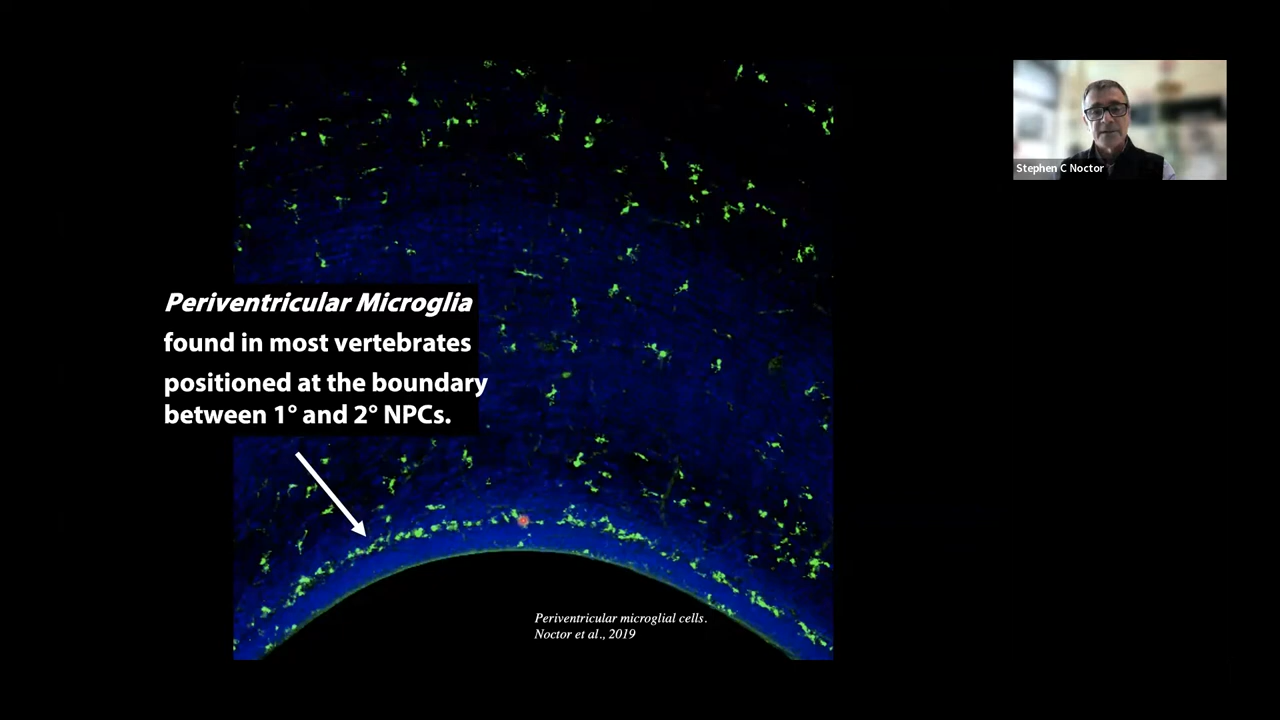 Stephen C Noctor
Periventricular Microglia
found in most vertebrates
positioned at the boundary
between 1° and 2° NPCs.
Periventricular microglial cells.
Noctor et al., 2019